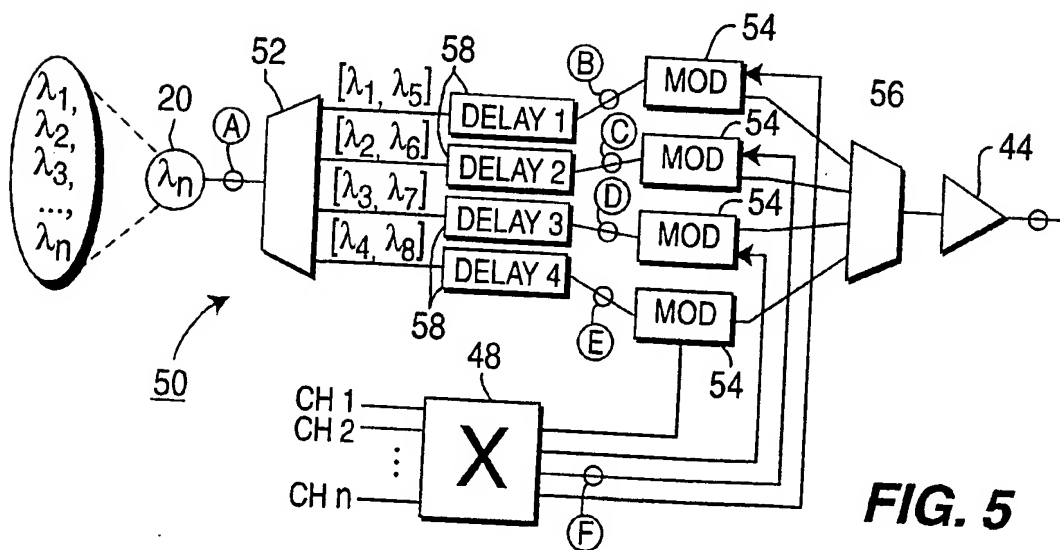 54
52
B
MOD
56
λ1,
λ2,
λ3,
...,
λn
20
A
[λ1, λ5]
58
DELAY 1
C
54
44
λn
[λ2, λ6]
DELAY 2
MOD
D
54
[λ3, λ7]
DELAY 3
MOD
[λ4, λ8]
DELAY 4
58
E
MOD
54
50
48
CH 1
CH 2
⋮
CH n
X
F
FIG. 5